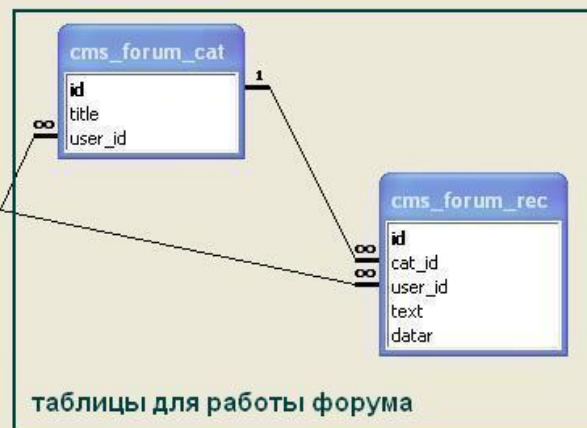 cms_forum_cat
1
id
title
∞
user_id
cms_forum_rec
id
∞
cat_id
∞
user_id
text
datar
таблицы для работы форума